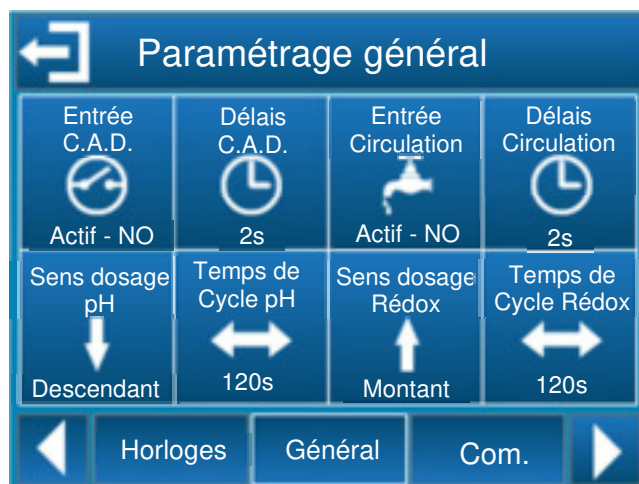 Paramétrage général
Entrée
C.A.D.
Actif - NO
Délais
C.A.D.
2s
Entrée
Circulation
Actif - NO
Délais
Circulation
2s
Sens dosage
pH
Descendant
Temps de
Cycle pH
120s
Sens dosage
Rédox
Montant
Temps de
Cycle Rédox
120s
Horloges
Général
Com.